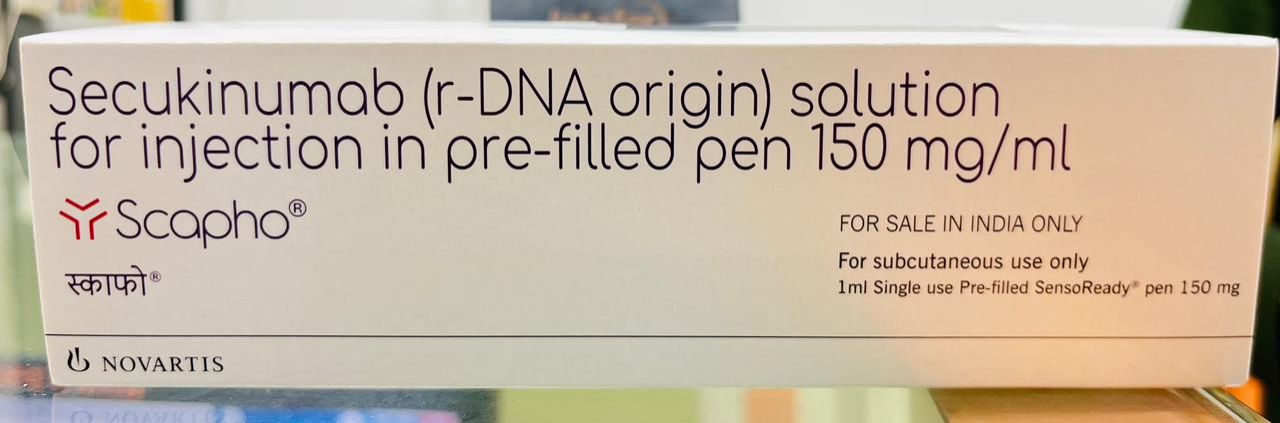 Secukinumab (r-DNA origin) solution
for injection in pre-filled pen 150 mg/ml
Scapho®
स्काफो®
FOR SALE IN INDIA ONLY
For subcutaneous use only
1ml Single use Pre-filled SensoReady® pen 150 mg
NOVARTIS